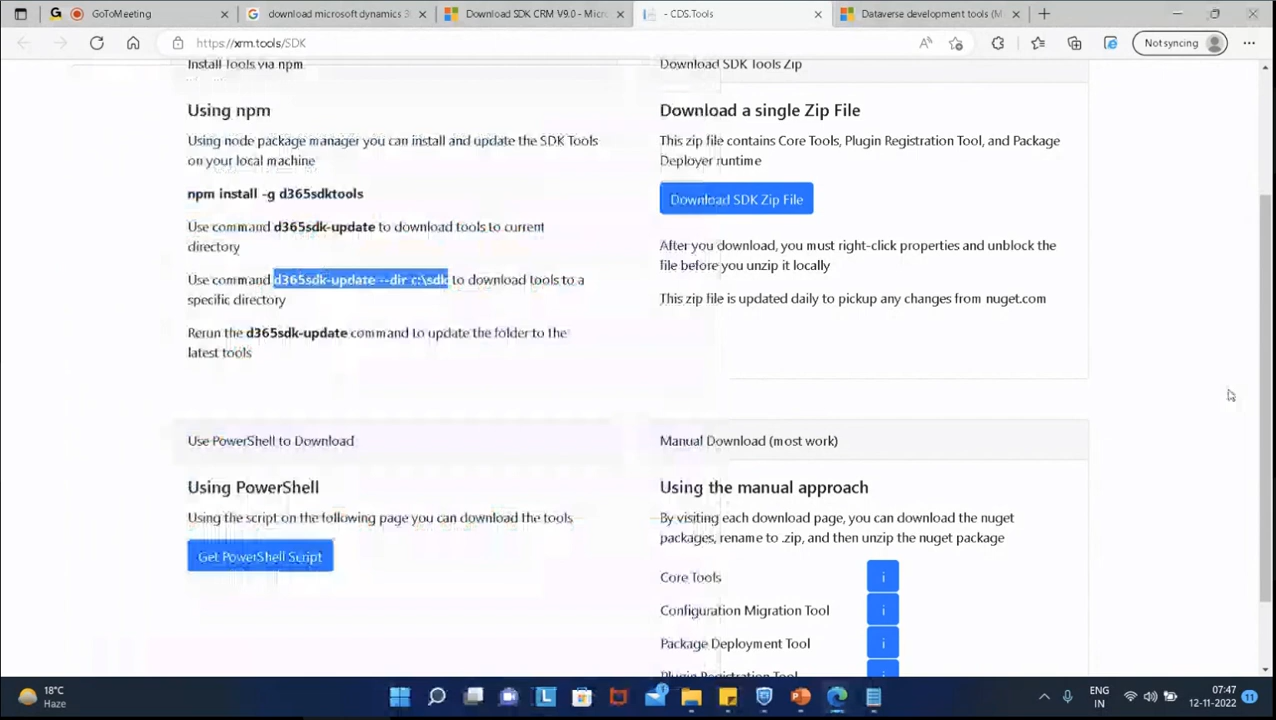 GoToMeeting
download microsoft dynamics 3
Download SDK CRM V9.0 - Micro
- CDS.Tools
Dataverse development tools (M
https://xrm.tools/SDK
Not syncing
Install Tools via npm
Download SDK Tools Zip
Using npm
Using node package manager you can install and update the SDK Tools
on your local machine
npm install -g d365sdktools
Use command d365sdk-update to download tools to current
directory
Use command d365sdk-update --dir c:\sdk to download tools to a
specific directory
Rerun the d365sdk-update command to update the folder to the
latest tools
Download a single Zip File
This zip file contains Core Tools, Plugin Registration Tool, and Package
Deployer runtime
Download SDK Zip File
After you download, you must right-click properties and unblock the
file before you unzip it locally
This zip file is updated daily to pickup any changes from nuget.com
Use PowerShell to Download
Using PowerShell
Using the script on the following page you can download the tools
Get PowerShell Script
Manual Download (most work)
Using the manual approach
By visiting each download page, you can download the nuget
packages, rename to .zip, and then unzip the nuget package
Core Tools i
Configuration Migration Tool i
Package Deployment Tool i
Plugin Registration Tool i
18°C
Haze
ENG
IN
07:47
12-11-2022
11